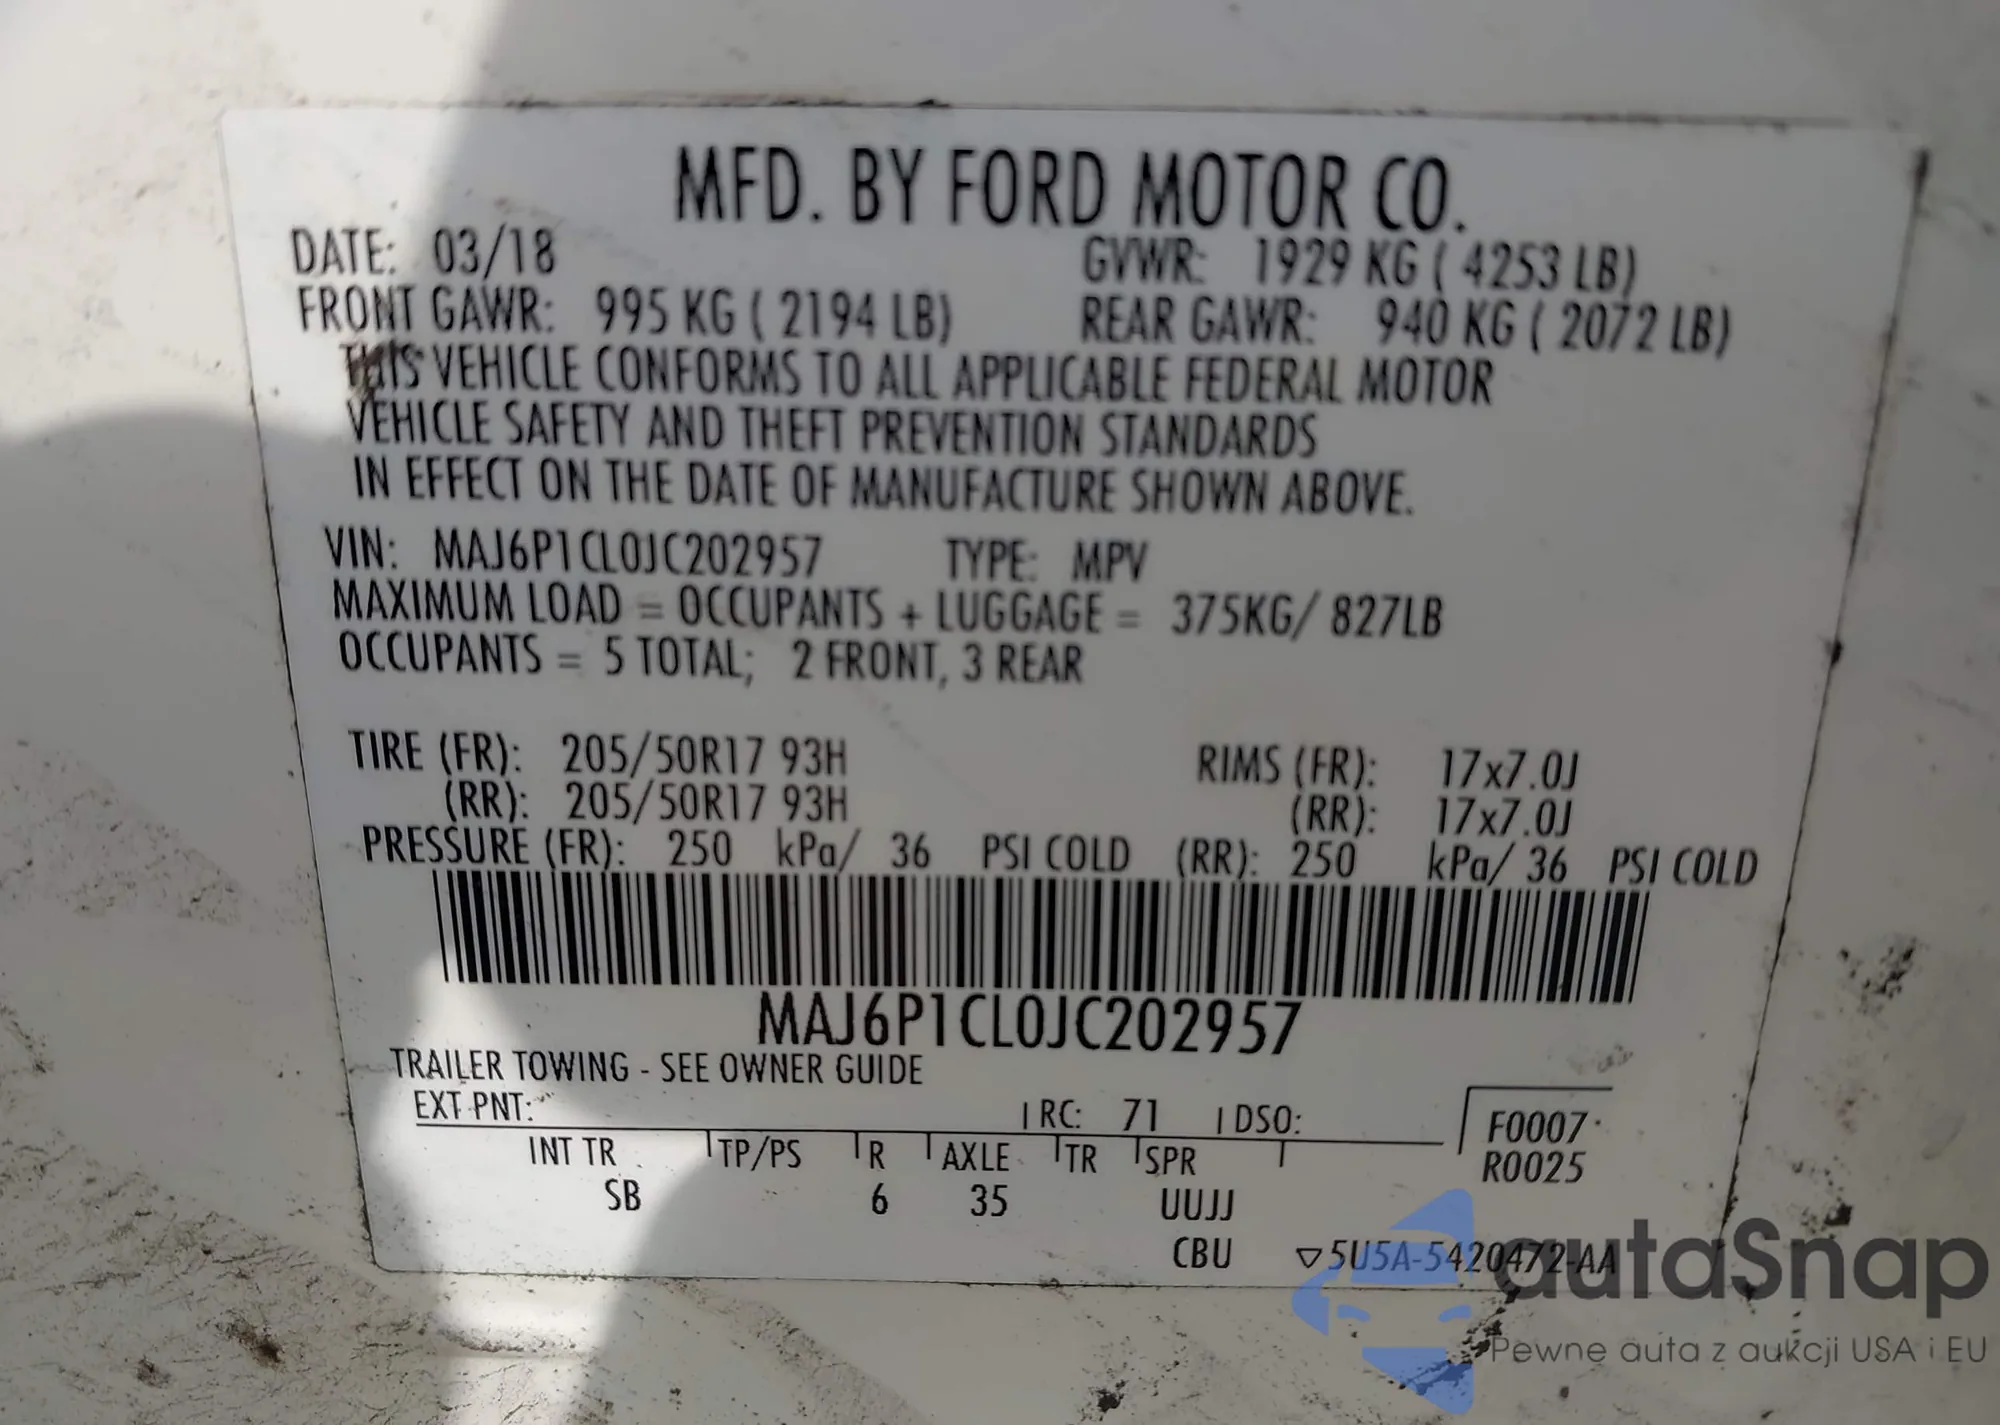 MFD. BY FORD MOTOR CO.
DATE: 03/18 GVWR: 1929 KG ( 4253 LB)
FRONT GAWR: 995 KG ( 2194 LB) REAR GAWR: 940 KG ( 2072 LB)
THIS VEHICLE CONFORMS TO ALL APPLICABLE FEDERAL MOTOR
VEHICLE SAFETY AND THEFT PREVENTION STANDARDS
IN EFFECT ON THE DATE OF MANUFACTURE SHOWN ABOVE.
VIN: MAJ6P1CL0JC202957 TYPE: MPV
MAXIMUM LOAD = OCCUPANTS + LUGGAGE = 375KG/ 827LB
OCCUPANTS = 5 TOTAL; 2 FRONT, 3 REAR
TIRE (FR): 205/50R17 93H RIMS (FR): 17x7.0J
(RR): 205/50R17 93H (RR): 17x7.0J
PRESSURE (FR): 250 kPa/ 36 PSI COLD (RR): 250 kPa/ 36 PSI COLD
MAJ6P1CL0JC202957
TRAILER TOWING - SEE OWNER GUIDE
EXT PNT: RC: 71 DSO: F0007
INT TR TP/PS R AXLE TR SPR R0025
SB 6 35 UUJJ
CBU 5U5A-5420472-AA
autaSnap
Pewne auta z aukcji USA i EU